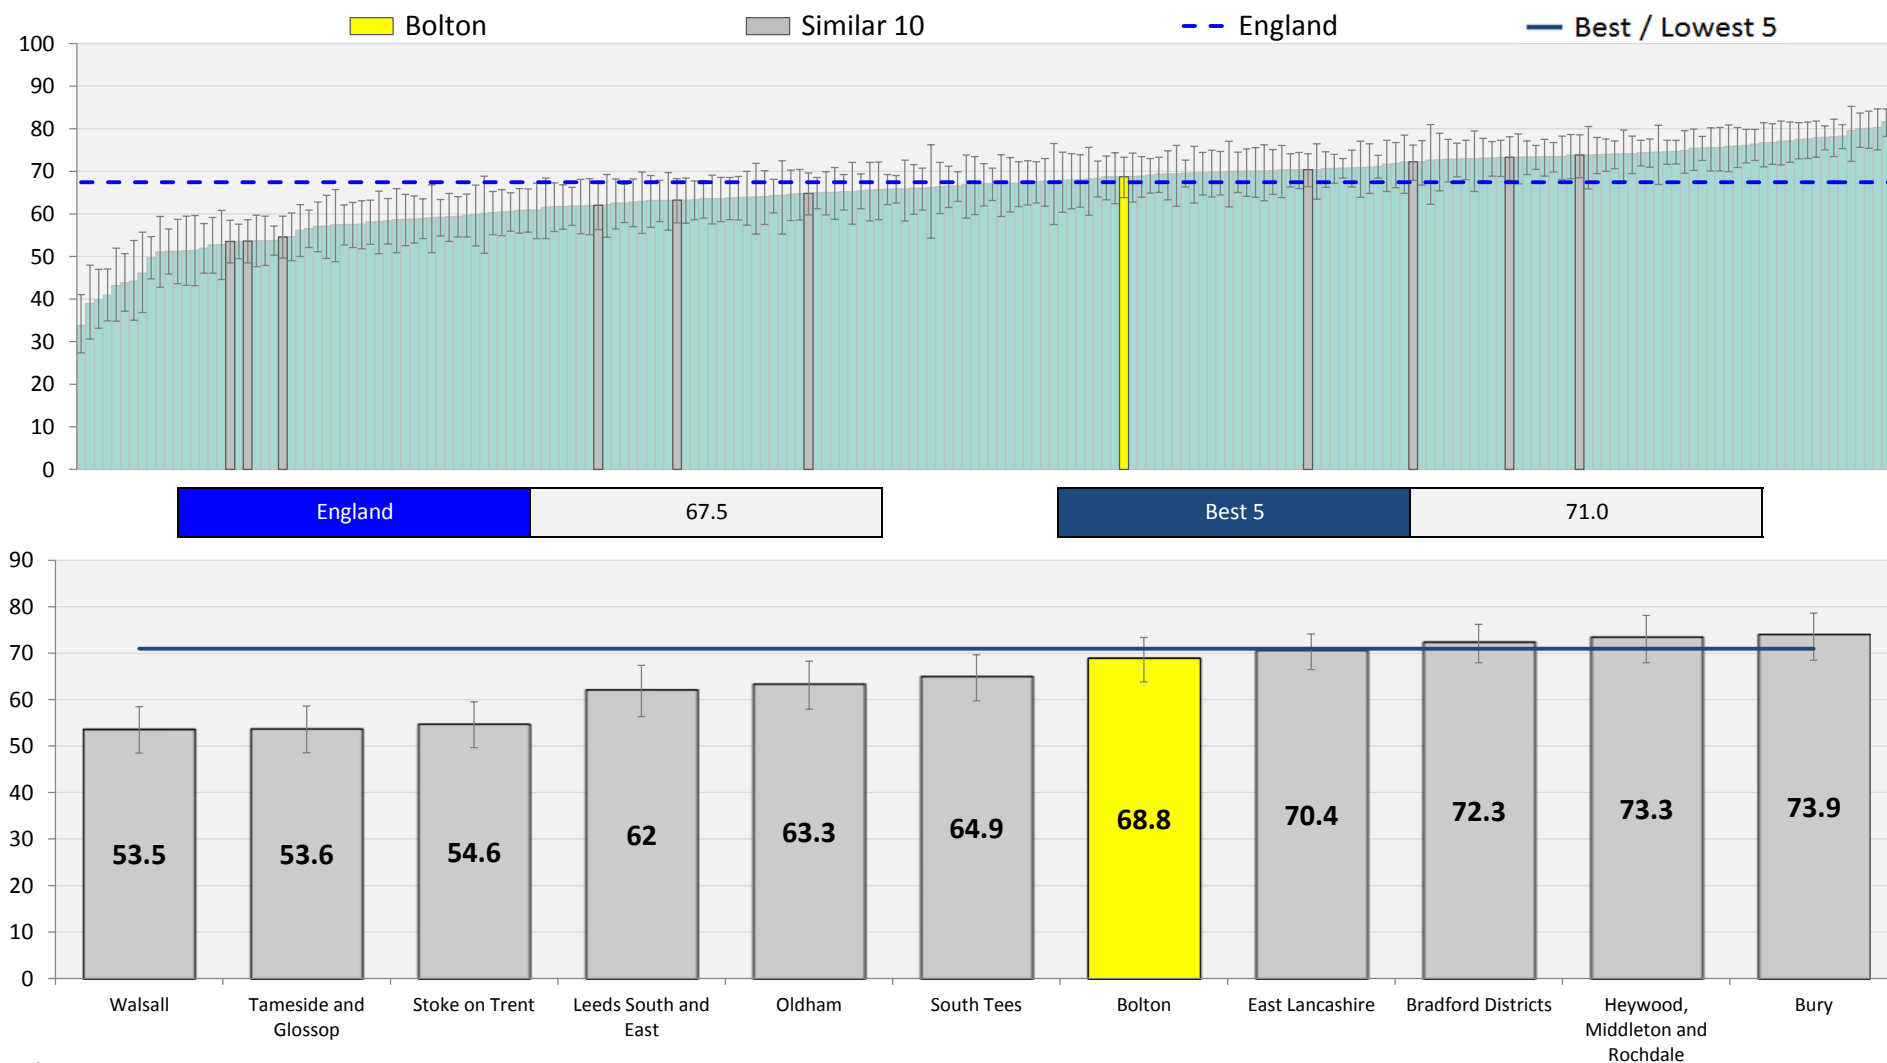 Bolton
Similar 10
England
Best / Lowest 5
100
90
80
70
60
50
40
30
20
10
0
England
67.5
Best 5
71.0
90
80
70
60
50
40
30
20
10
0
53.5
53.6
54.6
62
63.3
64.9
68.8
70.4
72.3
73.3
73.9
Walsall
Tameside and
Glossop
Stoke on Trent
Leeds South and
East
Oldham
South Tees
Bolton
East Lancashire
Bradford Districts
Heywood,
Middleton and
Rochdale
Bury